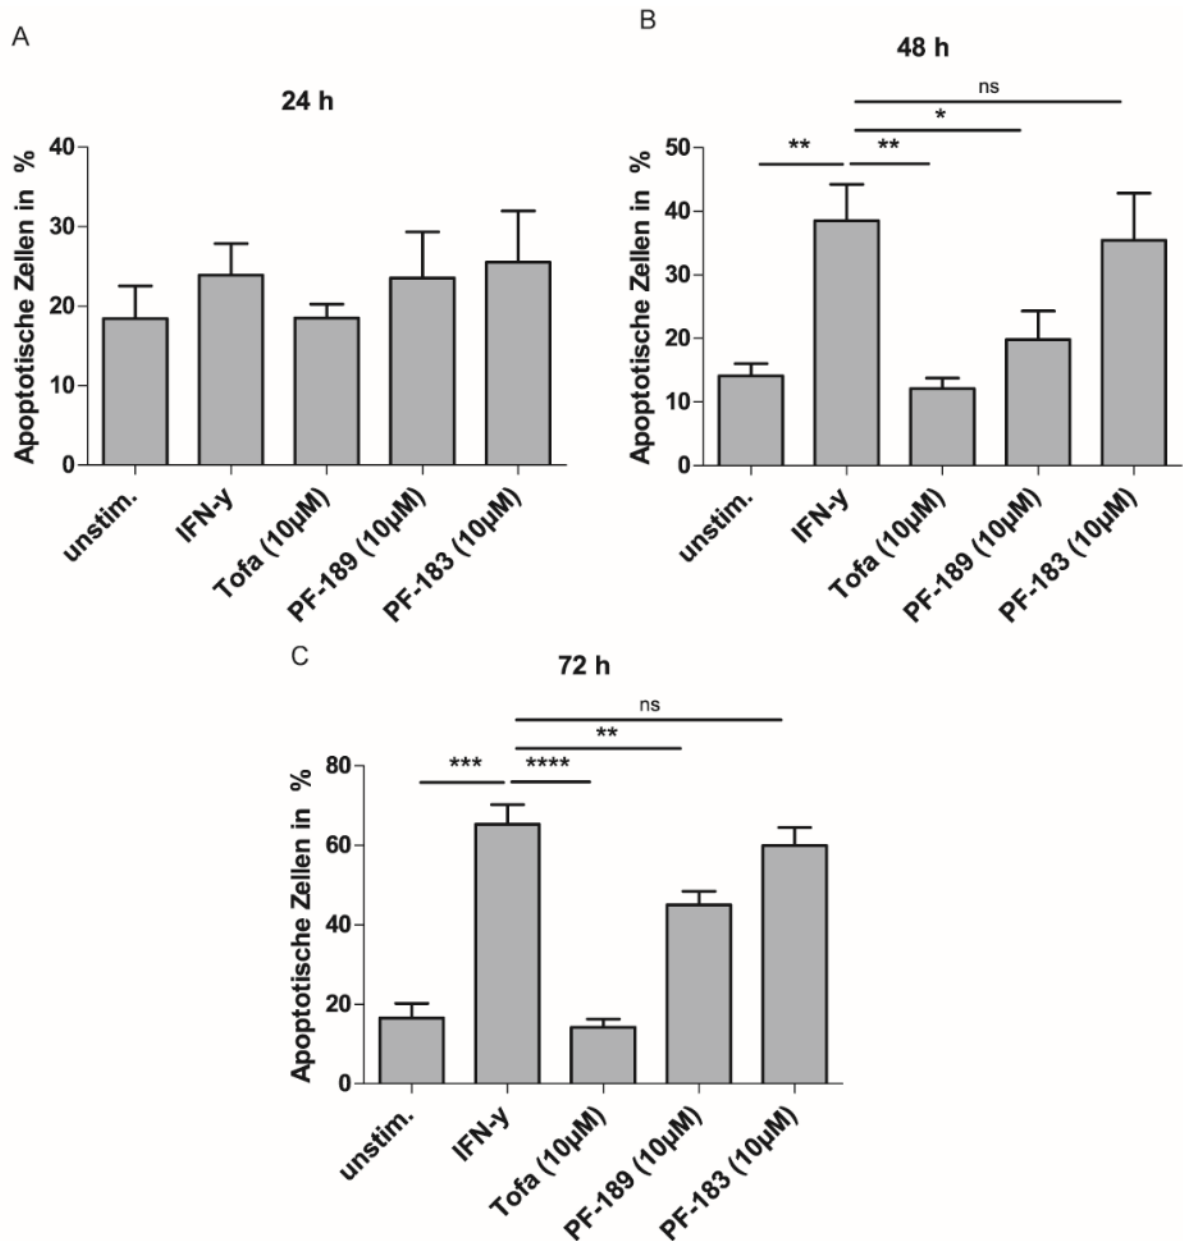 A
24 h
Apoptotische Zellen in %
40
30
20
10
0
unstim.
IFN-y
Tofa (10µM)
PF-189 (10µM)
PF-183 (10µM)
B
48 h
ns
*
** **
Apoptotische Zellen in %
50
40
30
20
10
0
unstim.
IFN-y
Tofa (10µM)
PF-189 (10µM)
PF-183 (10µM)
C
72 h
ns
**
*** ****
Apoptotische Zellen in %
80
60
40
20
0
unstim.
IFN-y
Tofa (10µM)
PF-189 (10µM)
PF-183 (10µM)